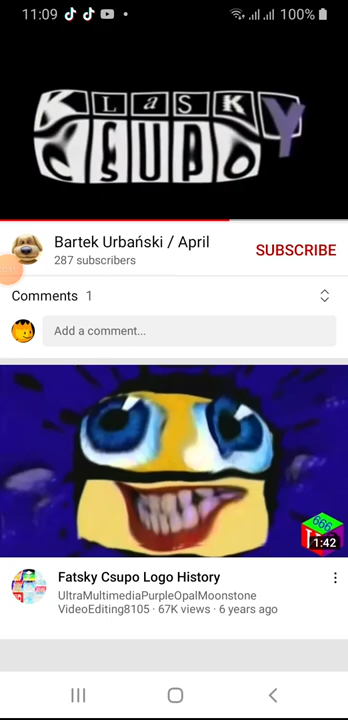 11:09
100%
KLaSKY
CSUPO
Bartek Urbański / April
287 subscribers
SUBSCRIBE
Comments 1
Add a comment...
666
1:42
Fatsky Csupo Logo History
UltraMultimediaPurpleOpalMoonstone
VideoEditing8105 · 67K views · 6 years ago